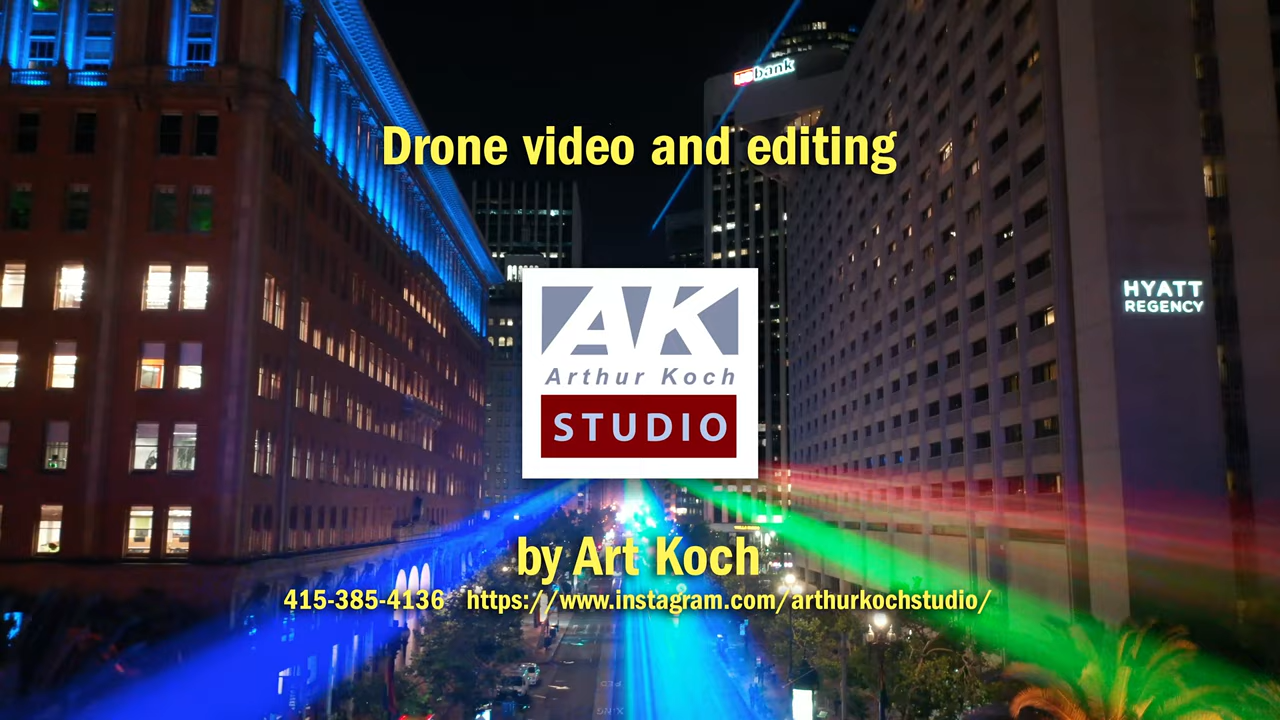 usbank
Drone video and editing
HYATT
REGENCY
AK
Arthur Koch
STUDIO
by Art Koch
415-385-4136 https://www.instagram.com/arthurkochstudio/